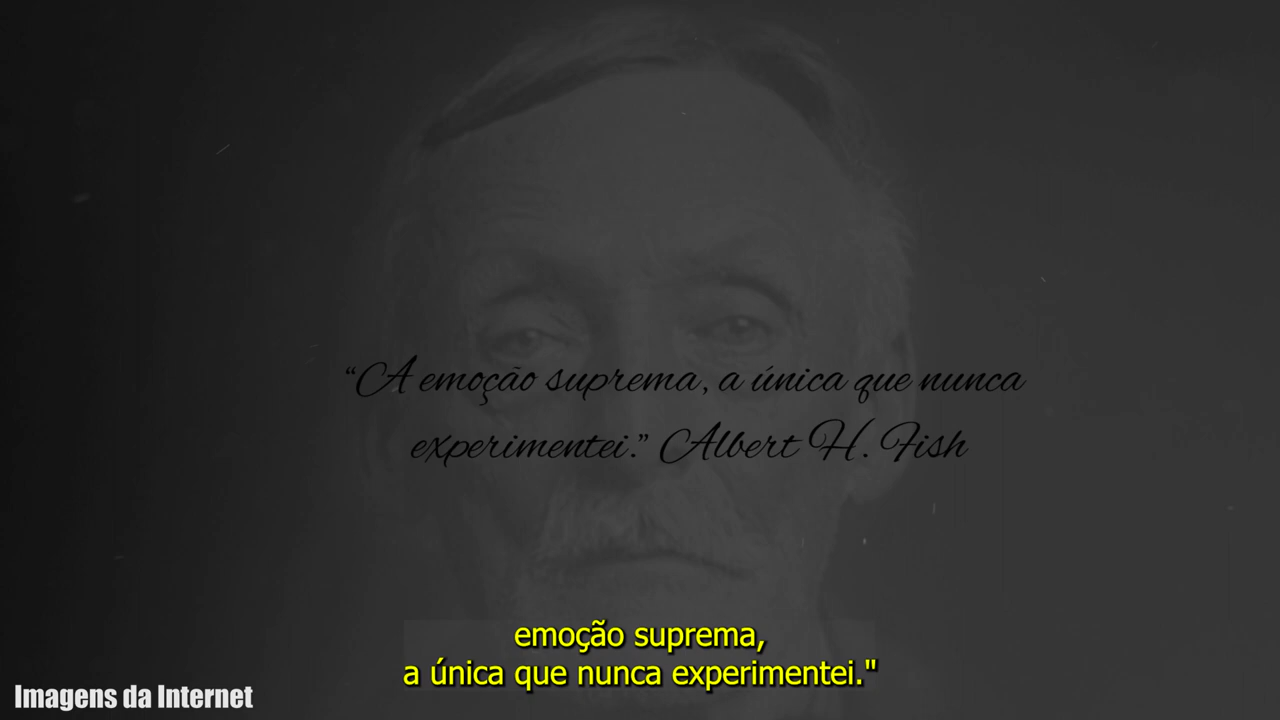 “A emoção suprema, a única que nunca
experimentei.” Albert H. Fish
emoção suprema,
a única que nunca experimentei."
Imagens da Internet